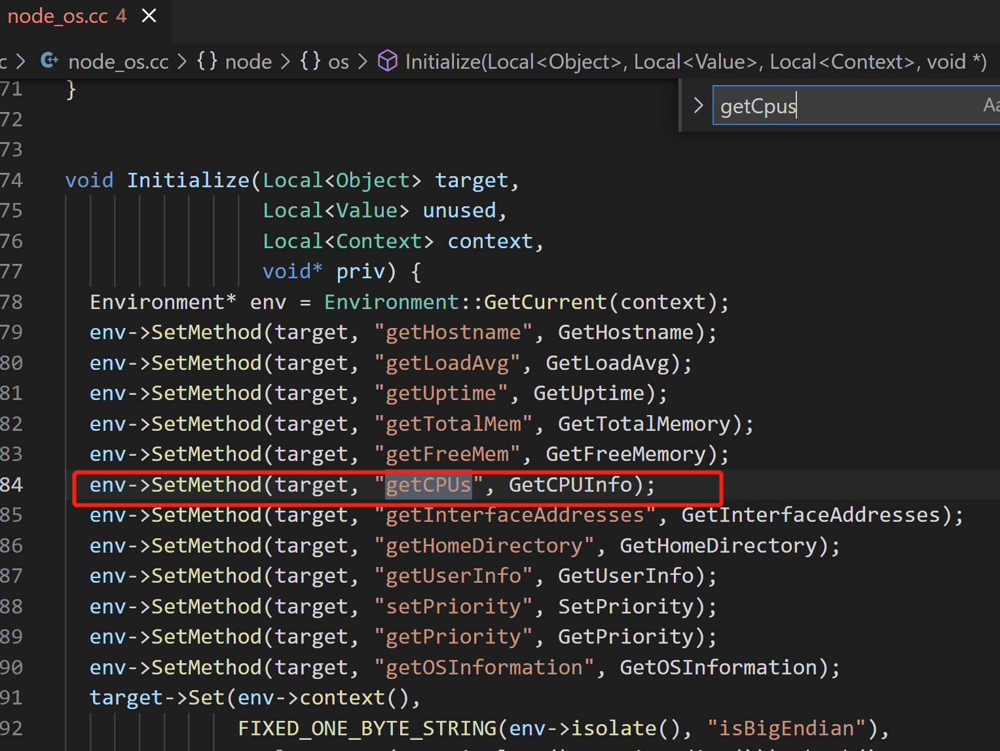 node_os.cc 4
c > node_os.cc > {} node > {} os > Initialize(Local<Object>, Local<Value>, Local<Context>, void *)
71 }
getCpus Aa
72
73
74 void Initialize(Local<Object> target,
75 Local<Value> unused,
76 Local<Context> context,
77 void* priv) {
78 Environment* env = Environment::GetCurrent(context);
79 env->SetMethod(target, "getHostname", GetHostname);
80 env->SetMethod(target, "getLoadAvg", GetLoadAvg);
81 env->SetMethod(target, "getUptime", GetUptime);
82 env->SetMethod(target, "getTotalMem", GetTotalMemory);
83 env->SetMethod(target, "getFreeMem", GetFreeMemory);
84 env->SetMethod(target, "getCPUs", GetCPUInfo);
85 env->SetMethod(target, "getInterfaceAddresses", GetInterfaceAddresses);
86 env->SetMethod(target, "getHomeDirectory", GetHomeDirectory);
87 env->SetMethod(target, "getUserInfo", GetUserInfo);
88 env->SetMethod(target, "setPriority", SetPriority);
89 env->SetMethod(target, "getPriority", GetPriority);
90 env->SetMethod(target, "getOSInformation", GetOSInformation);
91 target->Set(env->context(),
92 FIXED_ONE_BYTE_STRING(env->isolate(), "isBigEndian"),